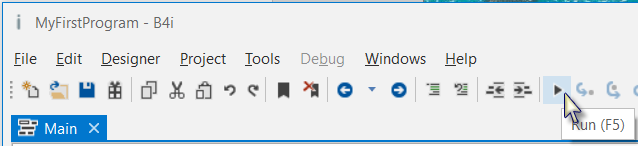 MyFirstProgram - B4i
File Edit Designer Project Tools Debug Windows Help
Run (F5)
Main